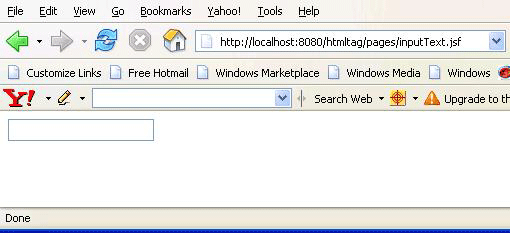 File Edit View Go Bookmarks Yahoo! Tools Help
http://localhost:8080/htmltag/pages/inputText.jsf
Customize Links Free Hotmail Windows Marketplace Windows Media Windows
Y! Search Web Upgrade to th
Done